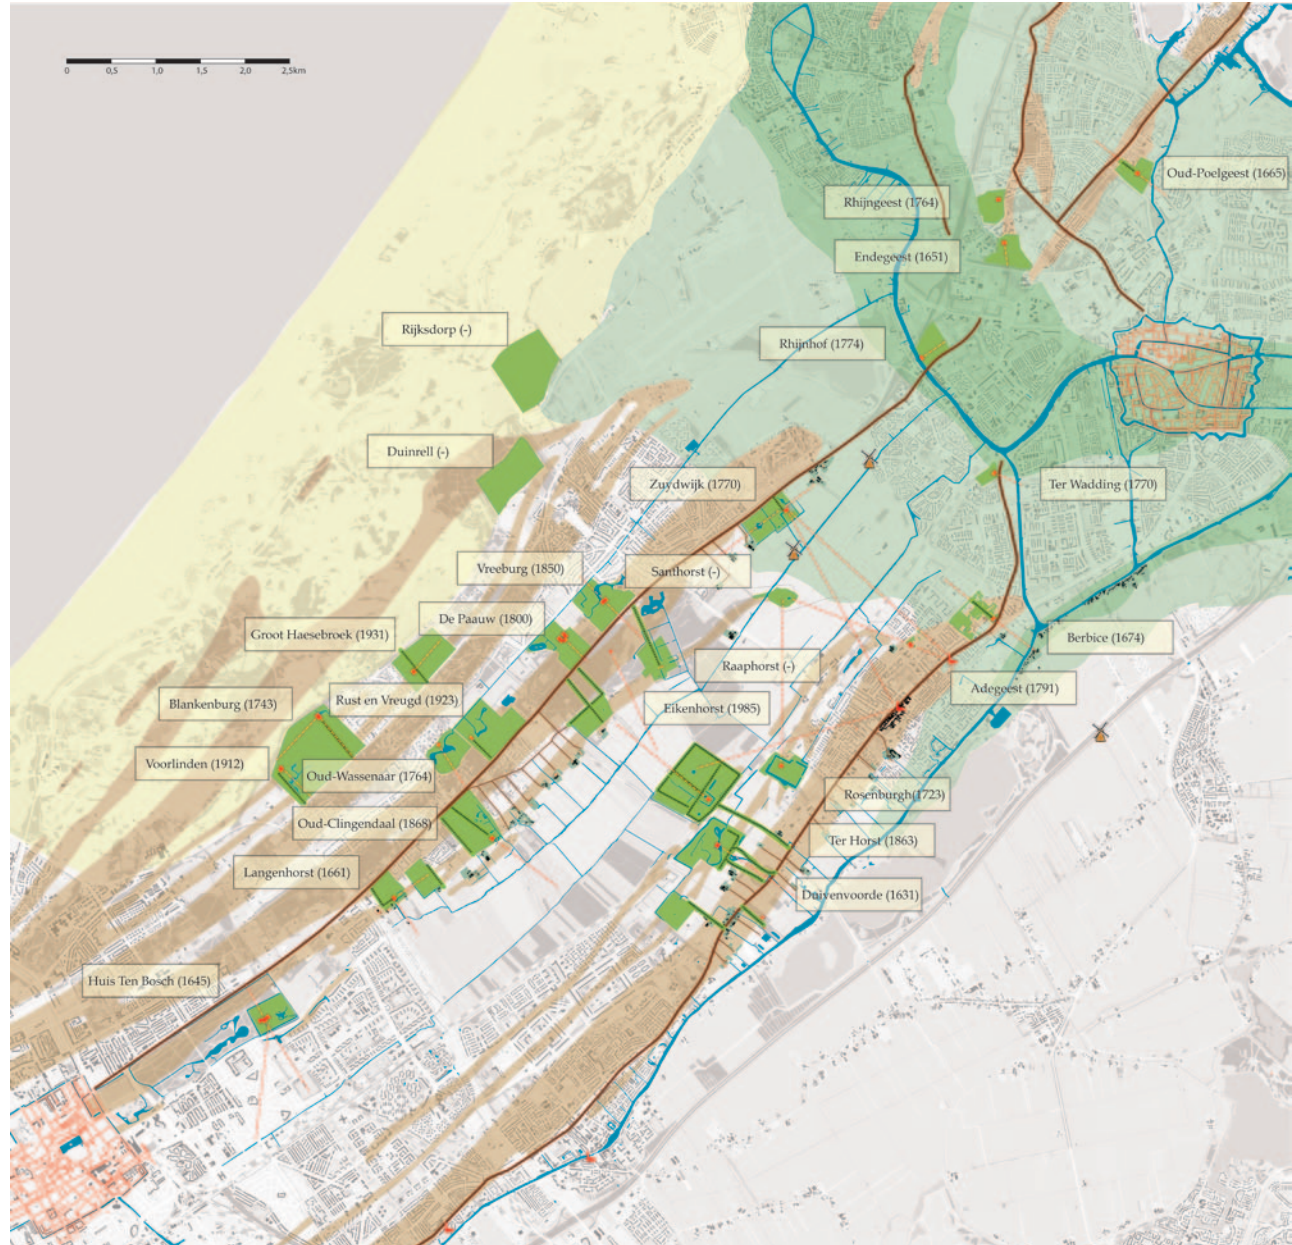 0 0,5 1,0 1,5 2,0 2,5km
Oud-Poelgeest (1665)
Rhijngeest (1764)
Endegeest (1651)
Rijksdorp (-)
Rhijnhof (1774)
Duinrell (-)
Zuydwijk (1770)
Ter Wadding (1770)
Vreeburg (1850)
Santhorst (-)
De Paauw (1800)
Groot Haesebroek (1931)
Berbice (1674)
Raaphorst (-)
Adegeest (1791)
Blankenburg (1743)
Rust en Vreugd (1923)
Eikenhorst (1985)
Voorlinden (1912)
Oud-Wassenaar (1764)
Rosenburgh(1723)
Oud-Clingendaal (1868)
Ter Horst (1863)
Langenhorst (1661)
Duivenvoorde (1631)
Huis Ten Bosch (1645)